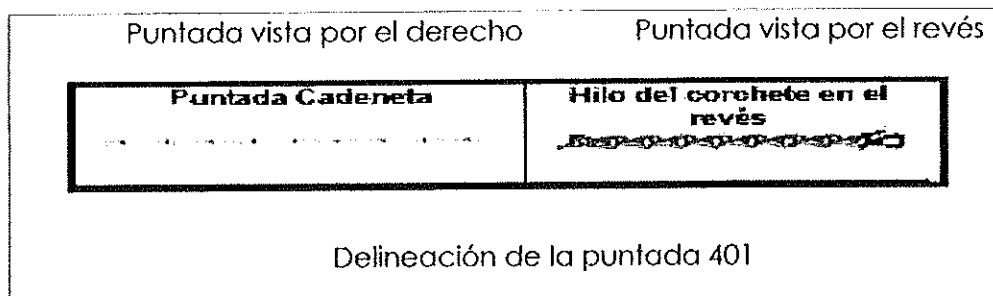 Puntada vista por el derecho
Puntada vista por el revés
Puntada Cadeneta
Hilo del corchete en el
revés
Delineación de la puntada 401